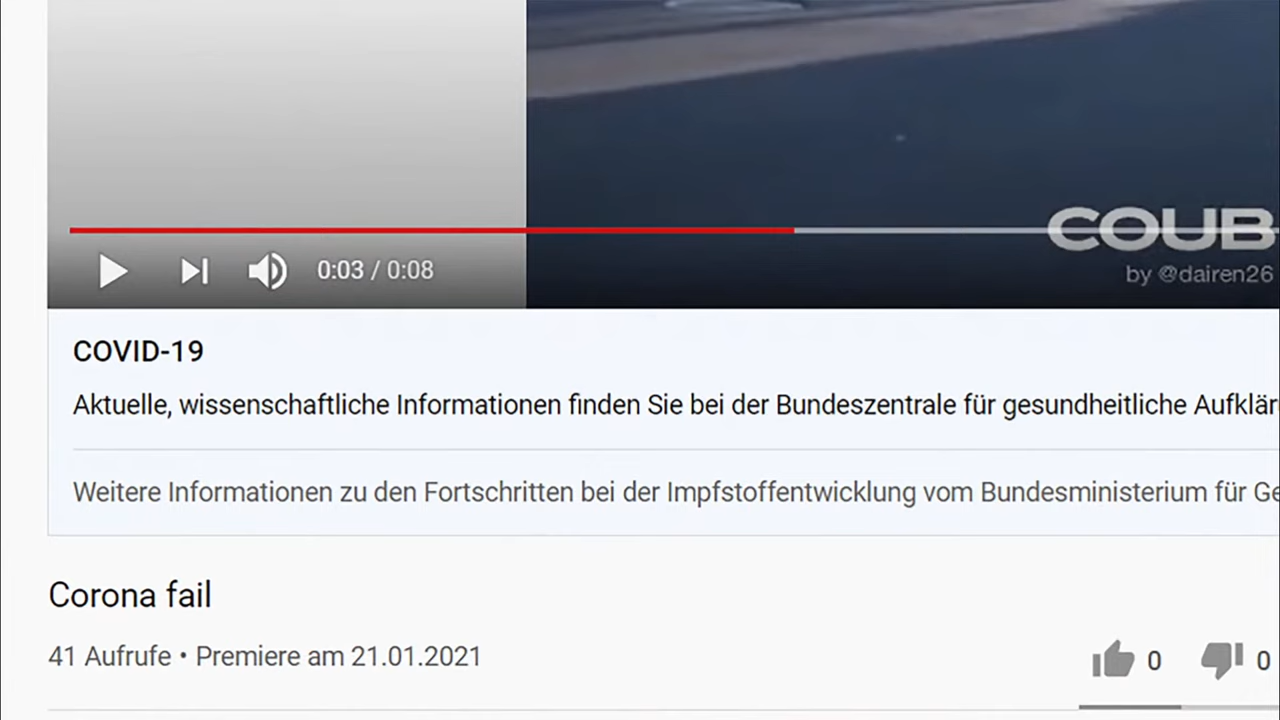 COUB
by @dairen26
0:03 / 0:08
COVID-19
Aktuelle, wissenschaftliche Informationen finden Sie bei der Bundeszentrale für gesundheitliche Aufklär
Weitere Informationen zu den Fortschritten bei der Impfstoffentwicklung vom Bundesministerium für Ge
Corona fail
41 Aufrufe • Premiere am 21.01.2021
0 0